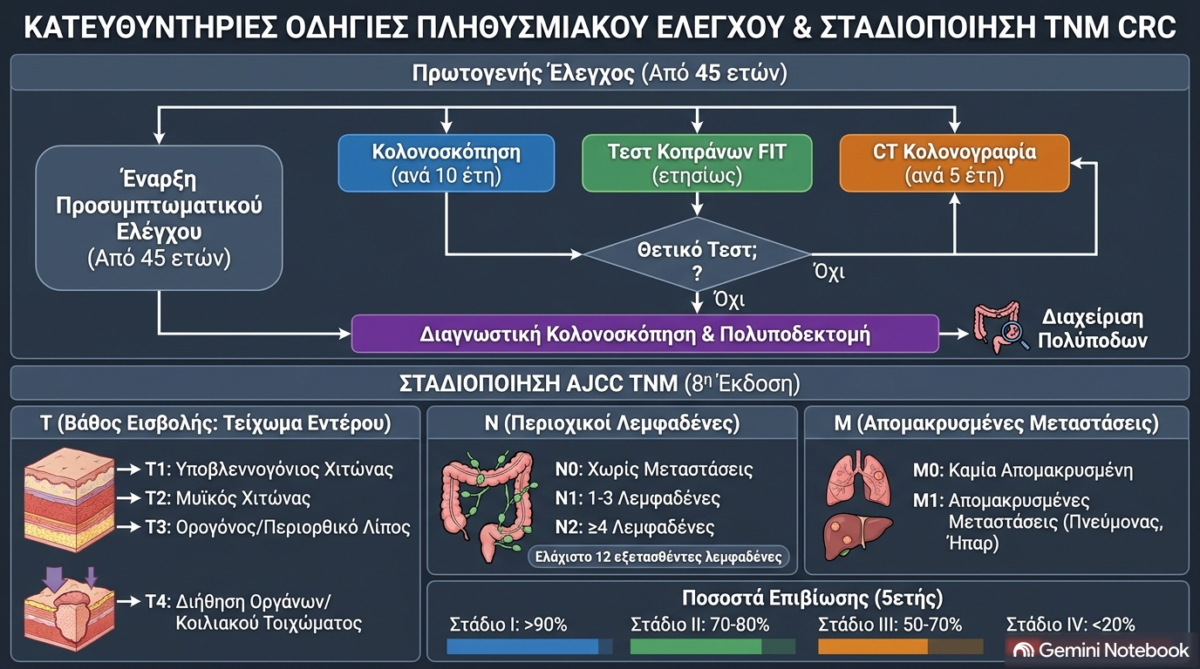 ΚΑΤΕΥΘΥΝΤΗΡΙΕΣ ΟΔΗΓΙΕΣ ΠΛΗΘΥΣΜΙΑΚΟΥ ΕΛΕΓΧΟΥ & ΣΤΑΔΙΟΠΟΙΗΣΗ TNM CRC
Πρωτογενής Έλεγχος (Από 45 ετών)
Έναρξη
Προσυμπτωματικού
Ελέγχου
(Από 45 ετών)
Κολονοσκόπηση
(ανά 10 έτη)
Τεστ Κοπράνων FIT
(ετησίως)
CT Κολονογραφία
(ανά 5 έτη)
Θετικό Τεστ;
?
Όχι
Όχι
Διαγνωστική Κολονοσκόπηση & Πολυποδεκτομή
Διαχείριση
Πολύποδων
ΣΤΑΔΙΟΠΟΙΗΣΗ AJCC TNM (8η Έκδοση)
T (Βάθος Εισβολής: Τείχωμα Εντέρου)
T1: Υποβλεννογόνιος Χιτώνας
T2: Μυϊκός Χιτώνας
T3: Ορογόνος/Περιορθικό Λίπος
T4: Διήθηση Οργάνων/
Κοιλιακού Τοιχώματος
N (Περιοχικοί Λεμφαδένες)
N0: Χωρίς Μεταστάσεις
N1: 1-3 Λεμφαδένες
N2: ≥4 Λεμφαδένες
Ελάχιστο 12 εξετασθέντες λεμφαδένες
M (Απομακρυσμένες Μεταστάσεις)
M0: Καμία Απομακρυσμένη
M1: Απομακρυσμένες
Μεταστάσεις (Πνεύμονας,
Ήπαρ)
Ποσοστά Επιβίωσης (5ετής)
Στάδιο I: >90%
Στάδιο II: 70-80%
Στάδιο III: 50-70%
Στάδιο IV: <20%
Gemini Notebook